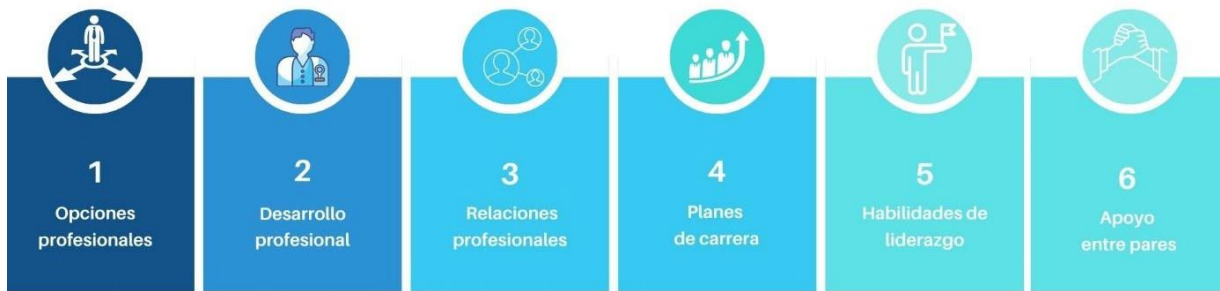 1
Opciones
profesionales
2
Desarrollo
profesional
3
Relaciones
profesionales
4
Planes
de carrera
5
Habilidades de
liderazgo
6
Apoyo
entre pares